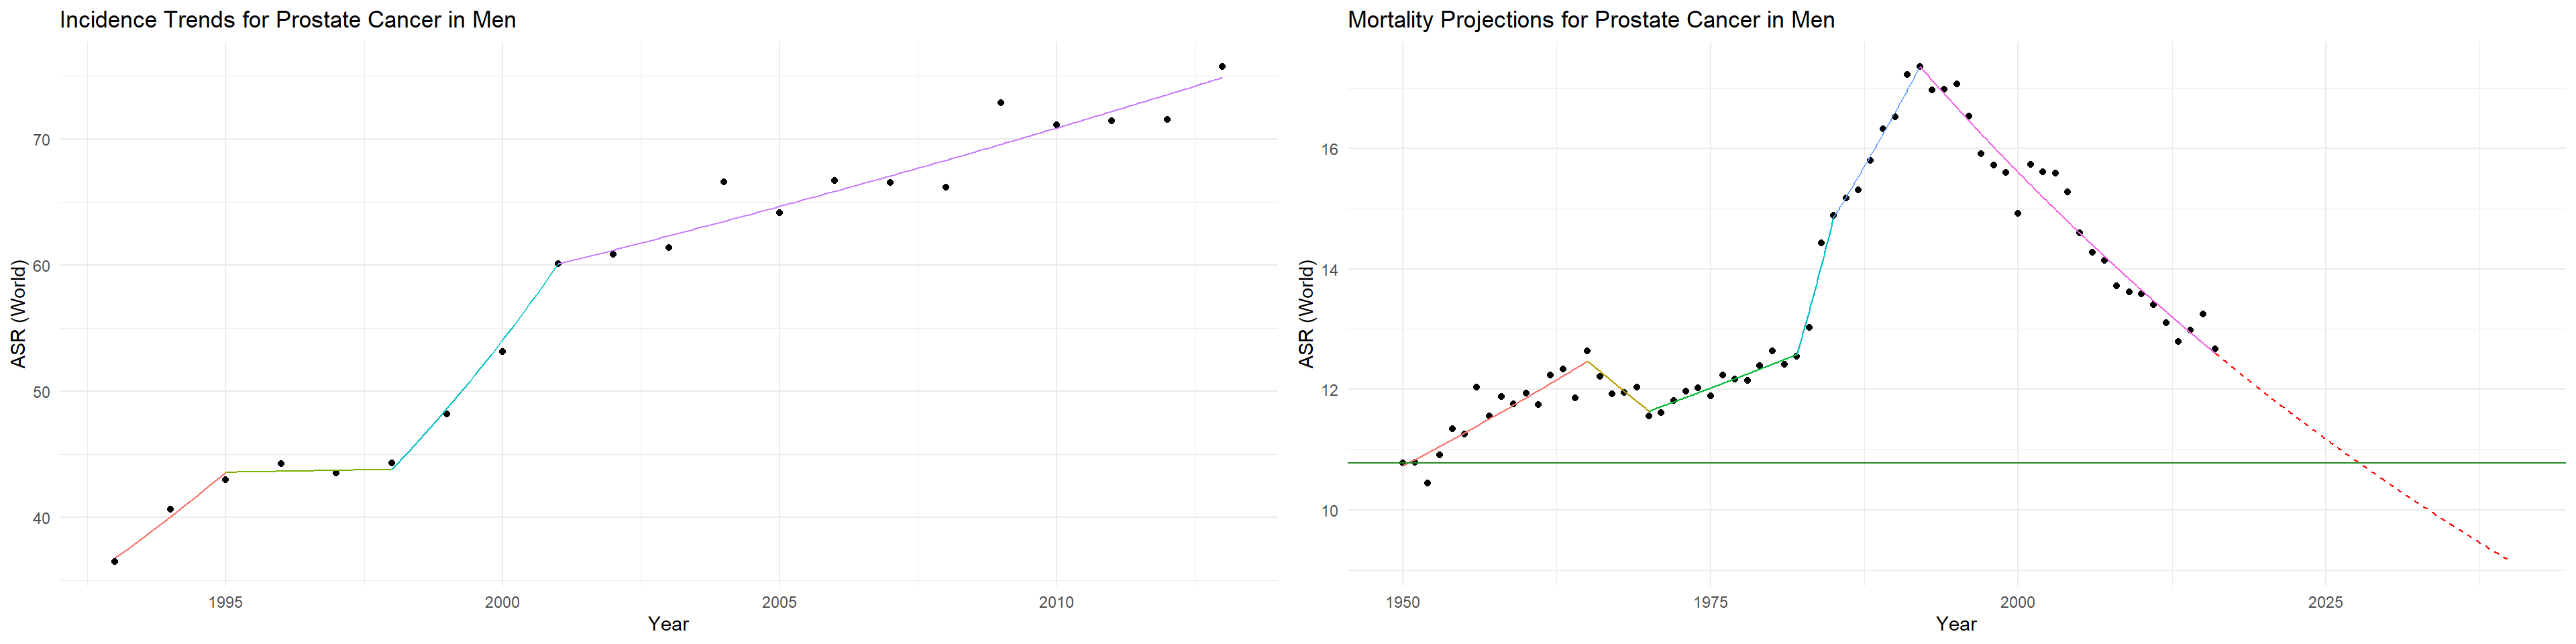 Incidence Trends for Prostate Cancer in Men
ASR (World)
70
60
50
40
1995
2000
2005
2010
Year
Mortality Projections for Prostate Cancer in Men
ASR (World)
16
14
12
10
1950
1975
2000
2025
Year